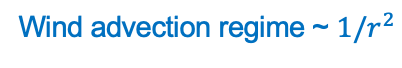 Wind advection regime ~ 1/r²